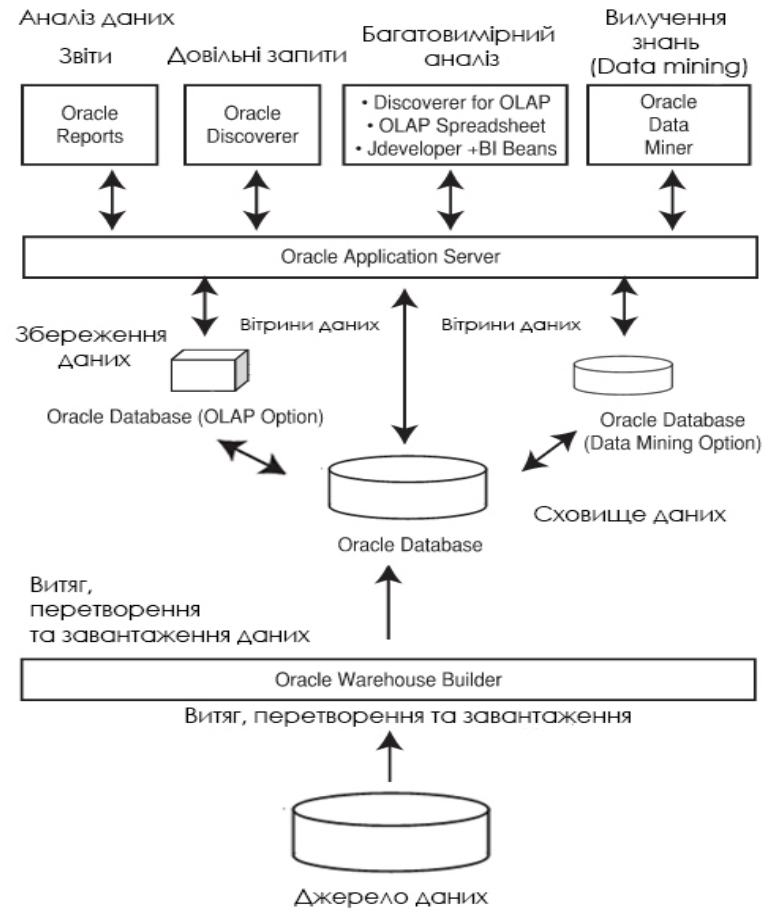 Аналіз даних
Звіти
Довільні запити
Багатовимірний
аналіз
Вилучення
знань
(Data mining)
Oracle
Reports
Oracle
Discoverer
• Discoverer for OLAP
• OLAP Spreadsheet
• Jdeveloper +BI Beans
Oracle
Data
Miner
Oracle Application Server
Збереження
даних
Вітрини даних
Вітрини даних
Oracle Database (OLAP Option)
Oracle Database
(Data Mining Option)
Сховище даних
Oracle Database
Витяг,
перетворення
та завантаження даних
Oracle Warehouse Builder
Витяг, перетворення та завантаження
Джерело даних